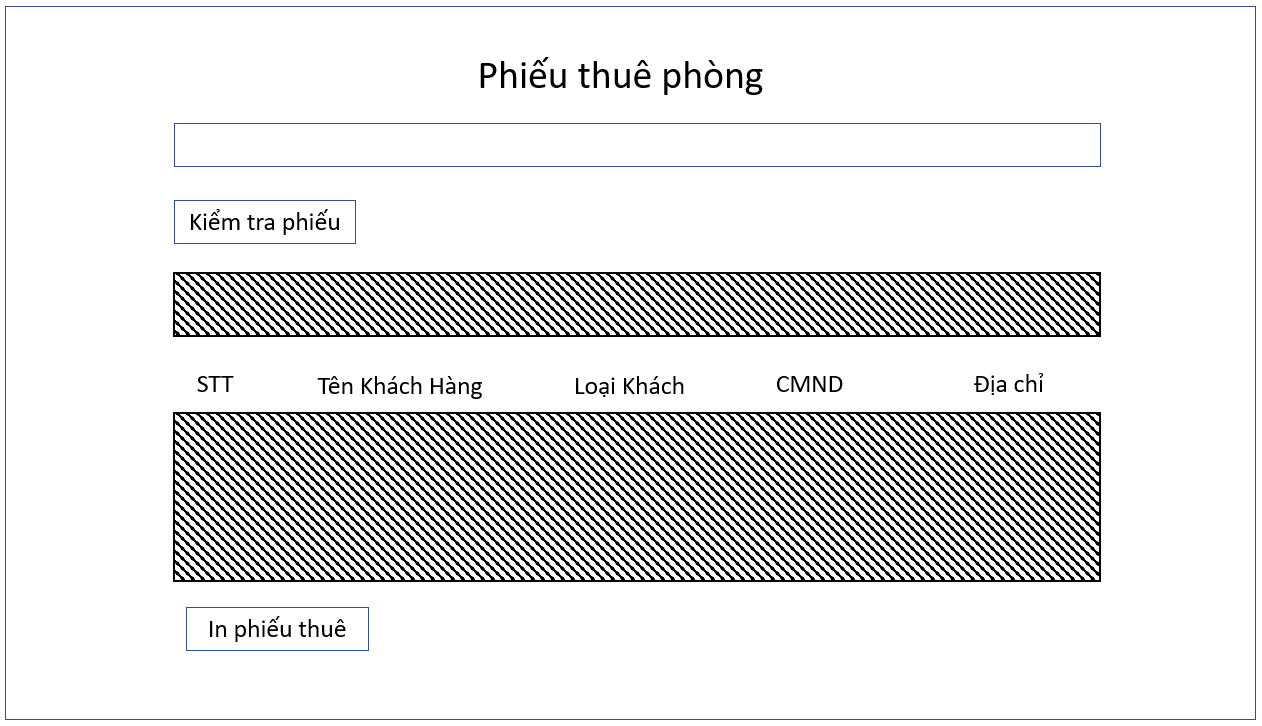 Phiếu thuê phòng
Kiểm tra phiếu
STT Tên Khách Hàng Loại Khách CMND Địa chỉ
In phiếu thuê